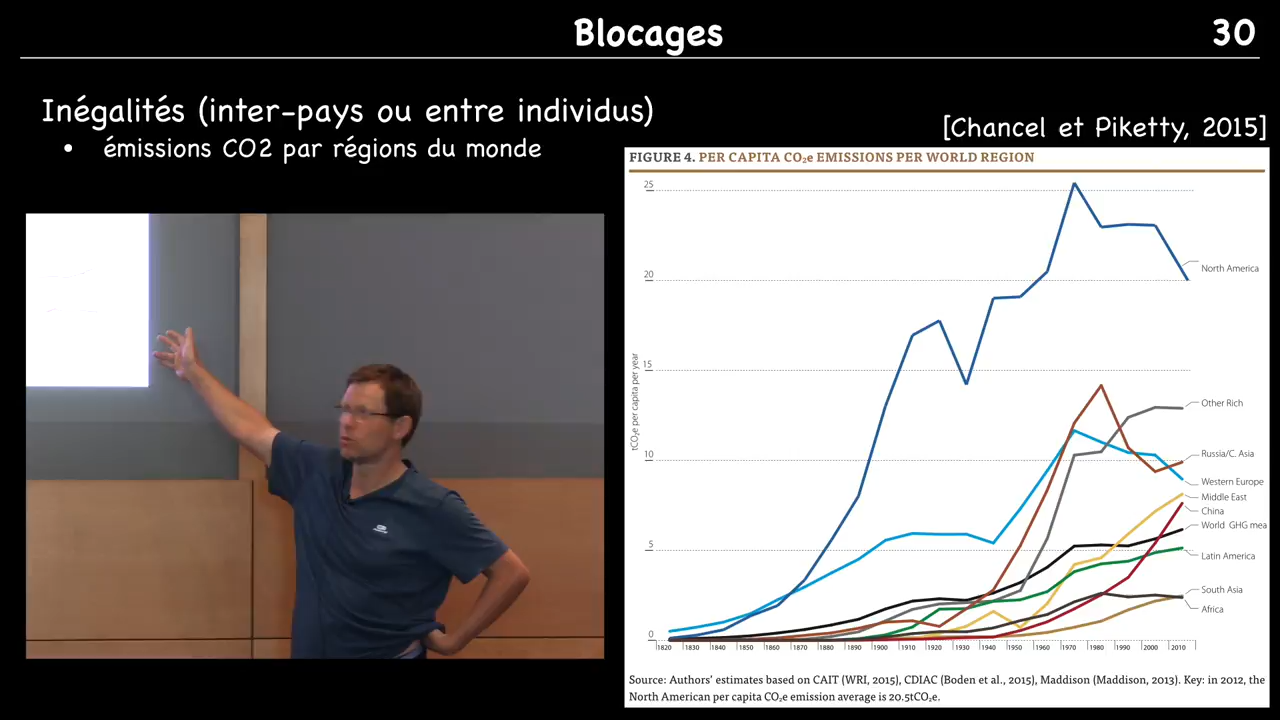 Blocages
30
Inégalités (inter-pays ou entre individus)
• émissions CO2 par régions du monde
[Chancel et Piketty, 2015]
FIGURE 4. PER CAPITA CO₂e EMISSIONS PER WORLD REGION
25
20
15
10
5
0
tCO₂e per capita per year
North America
Other Rich
Russia/C. Asia
Western Europe
Middle East
China
World GHG mea
Latin America
South Asia
Africa
1820 1830 1840 1850 1860 1870 1880 1890 1900 1910 1920 1930 1940 1950 1960 1970 1980 1990 2000 2010
Source: Authors' estimates based on CAIT (WRI, 2015), CDIAC (Boden et al., 2015), Maddison (Maddison, 2013). Key: in 2012, the
North American per capita CO₂e emission average is 20.5tCO₂e.